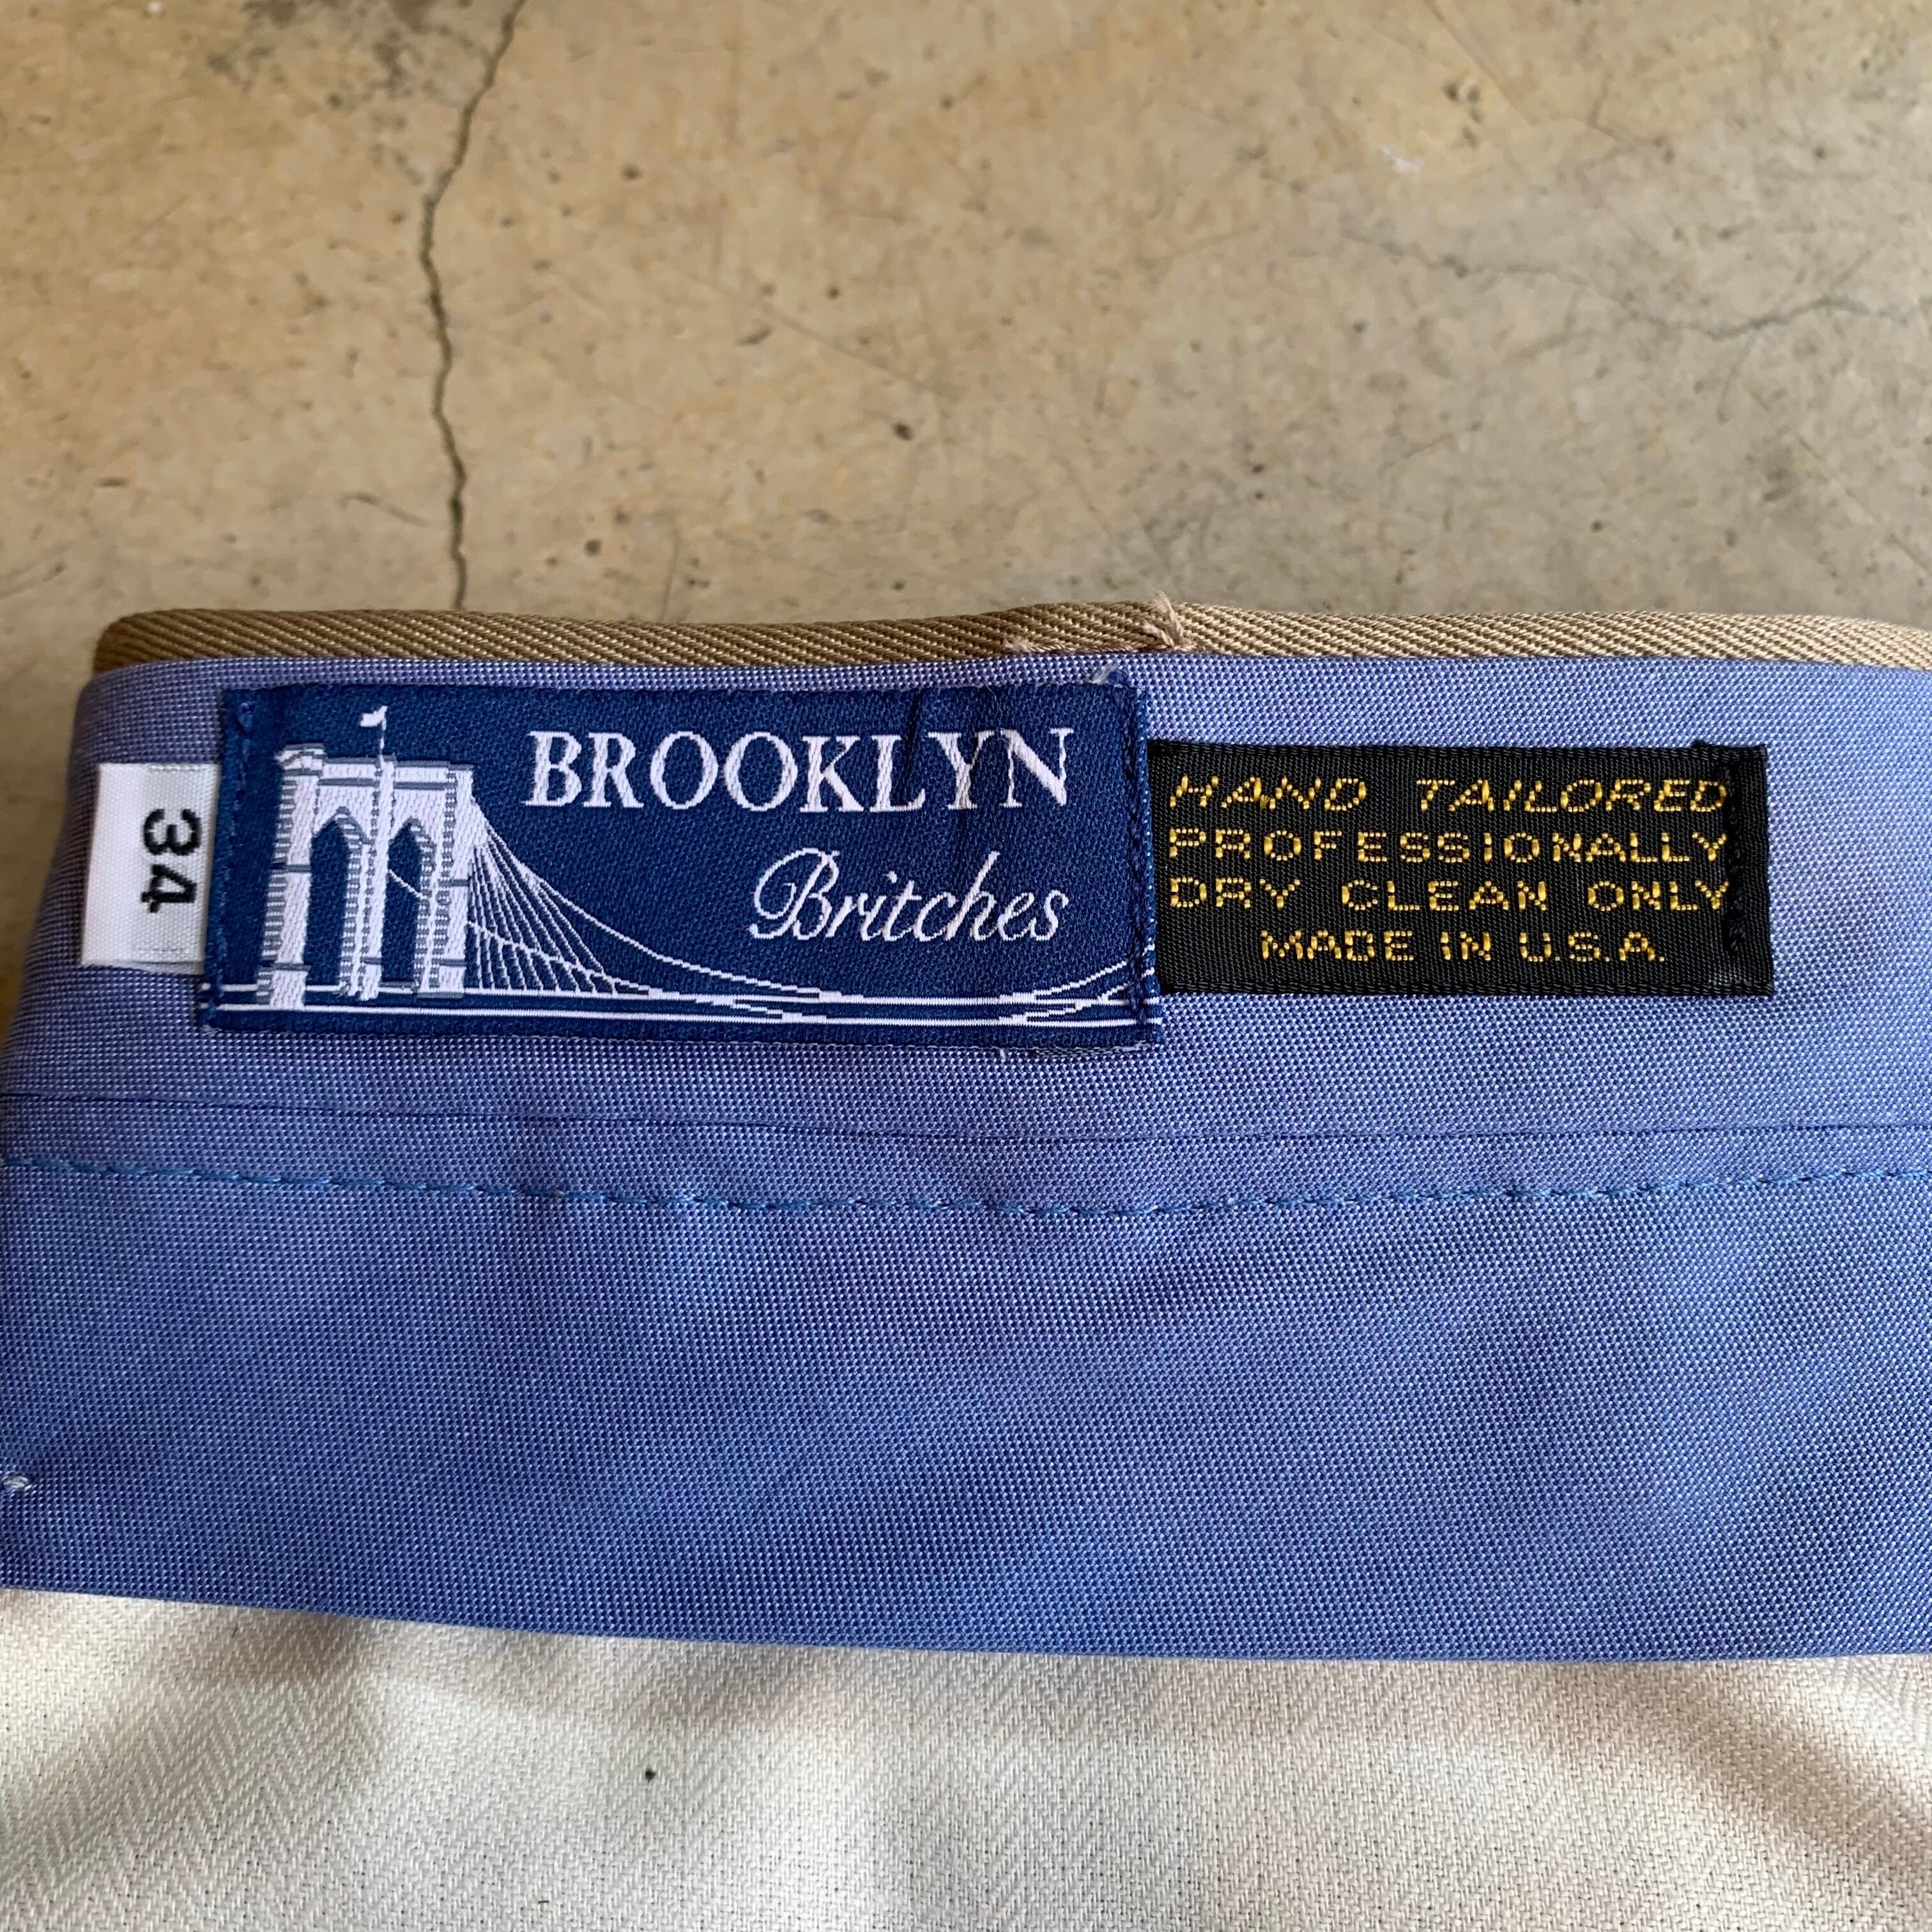 34
BROOKLYN
Britches
HAND TAILORED
PROFESSIONALLY
DRY CLEAN ONLY
MADE IN U.S.A.